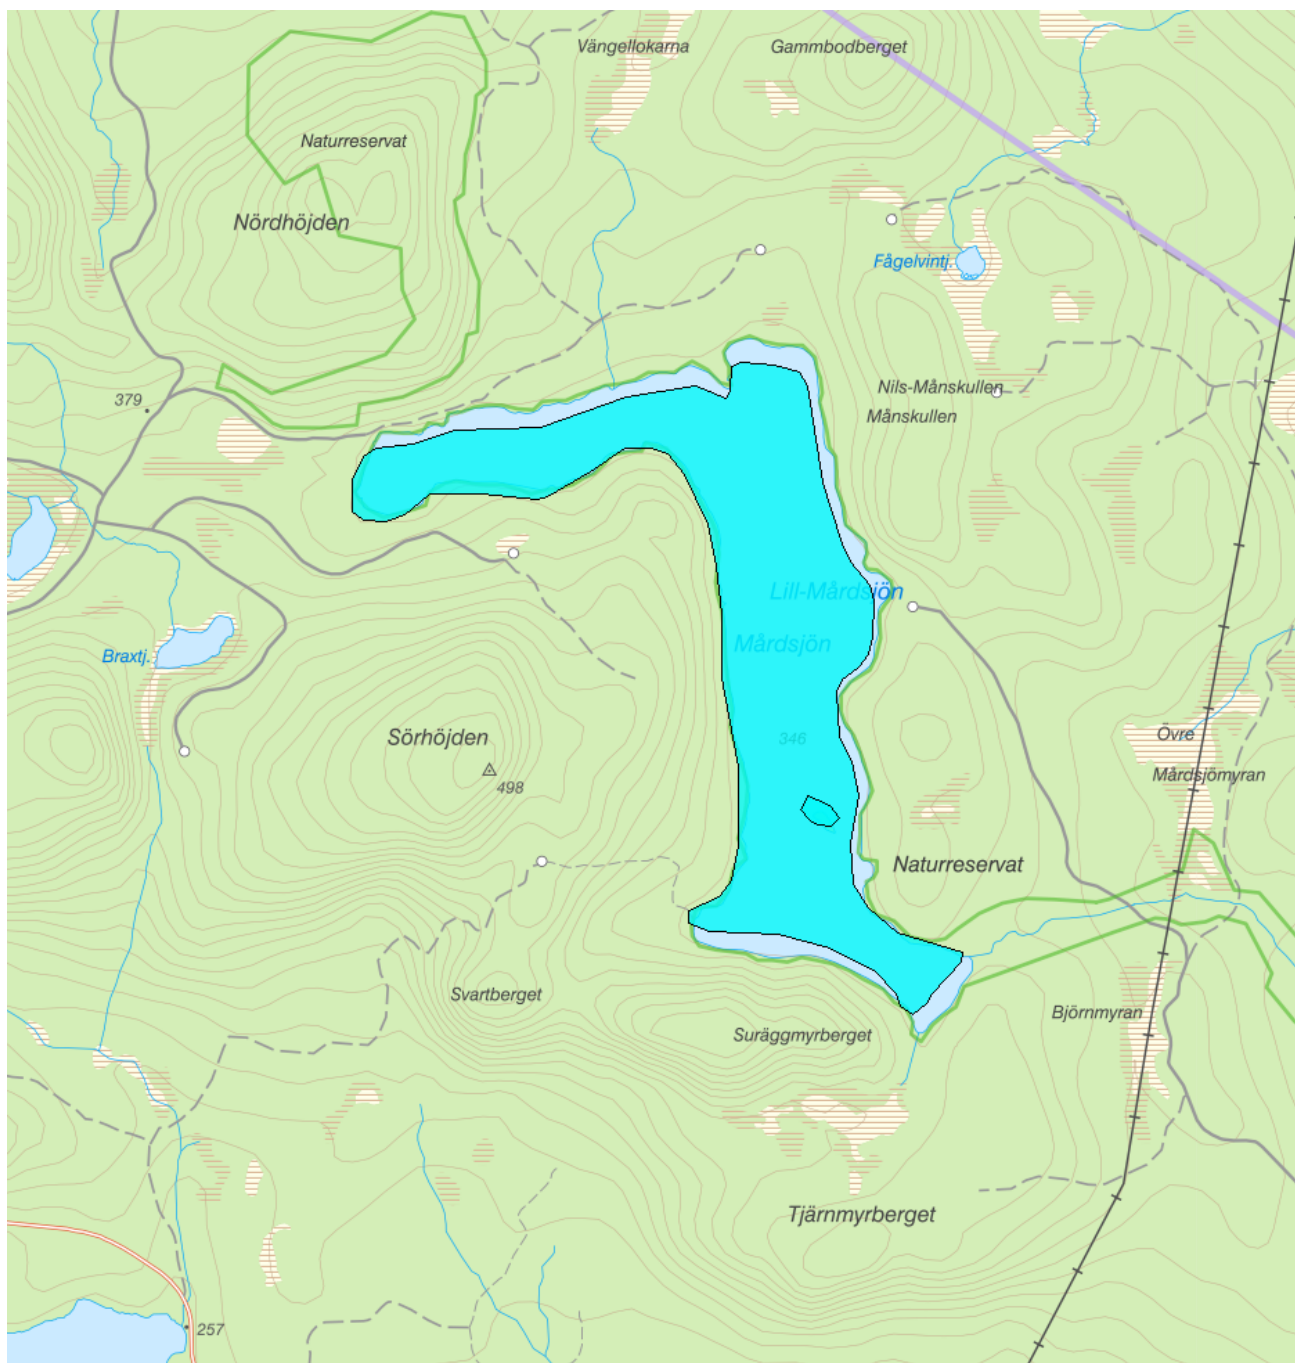 Vängellokarna
Gammbodberget
Naturreservat
Nördhöjden
Fågelvintj.
Nils-Månskullen
379
Månskullen
Lill-Mårdsjön
Mårdsjön
Braxtj.
Sörhöjden
346
Övre
Mårdsjömyran
498
Naturreservat
Svartberget
Björnmyran
Suräggmyrberget
Tjärnmyrberget
257